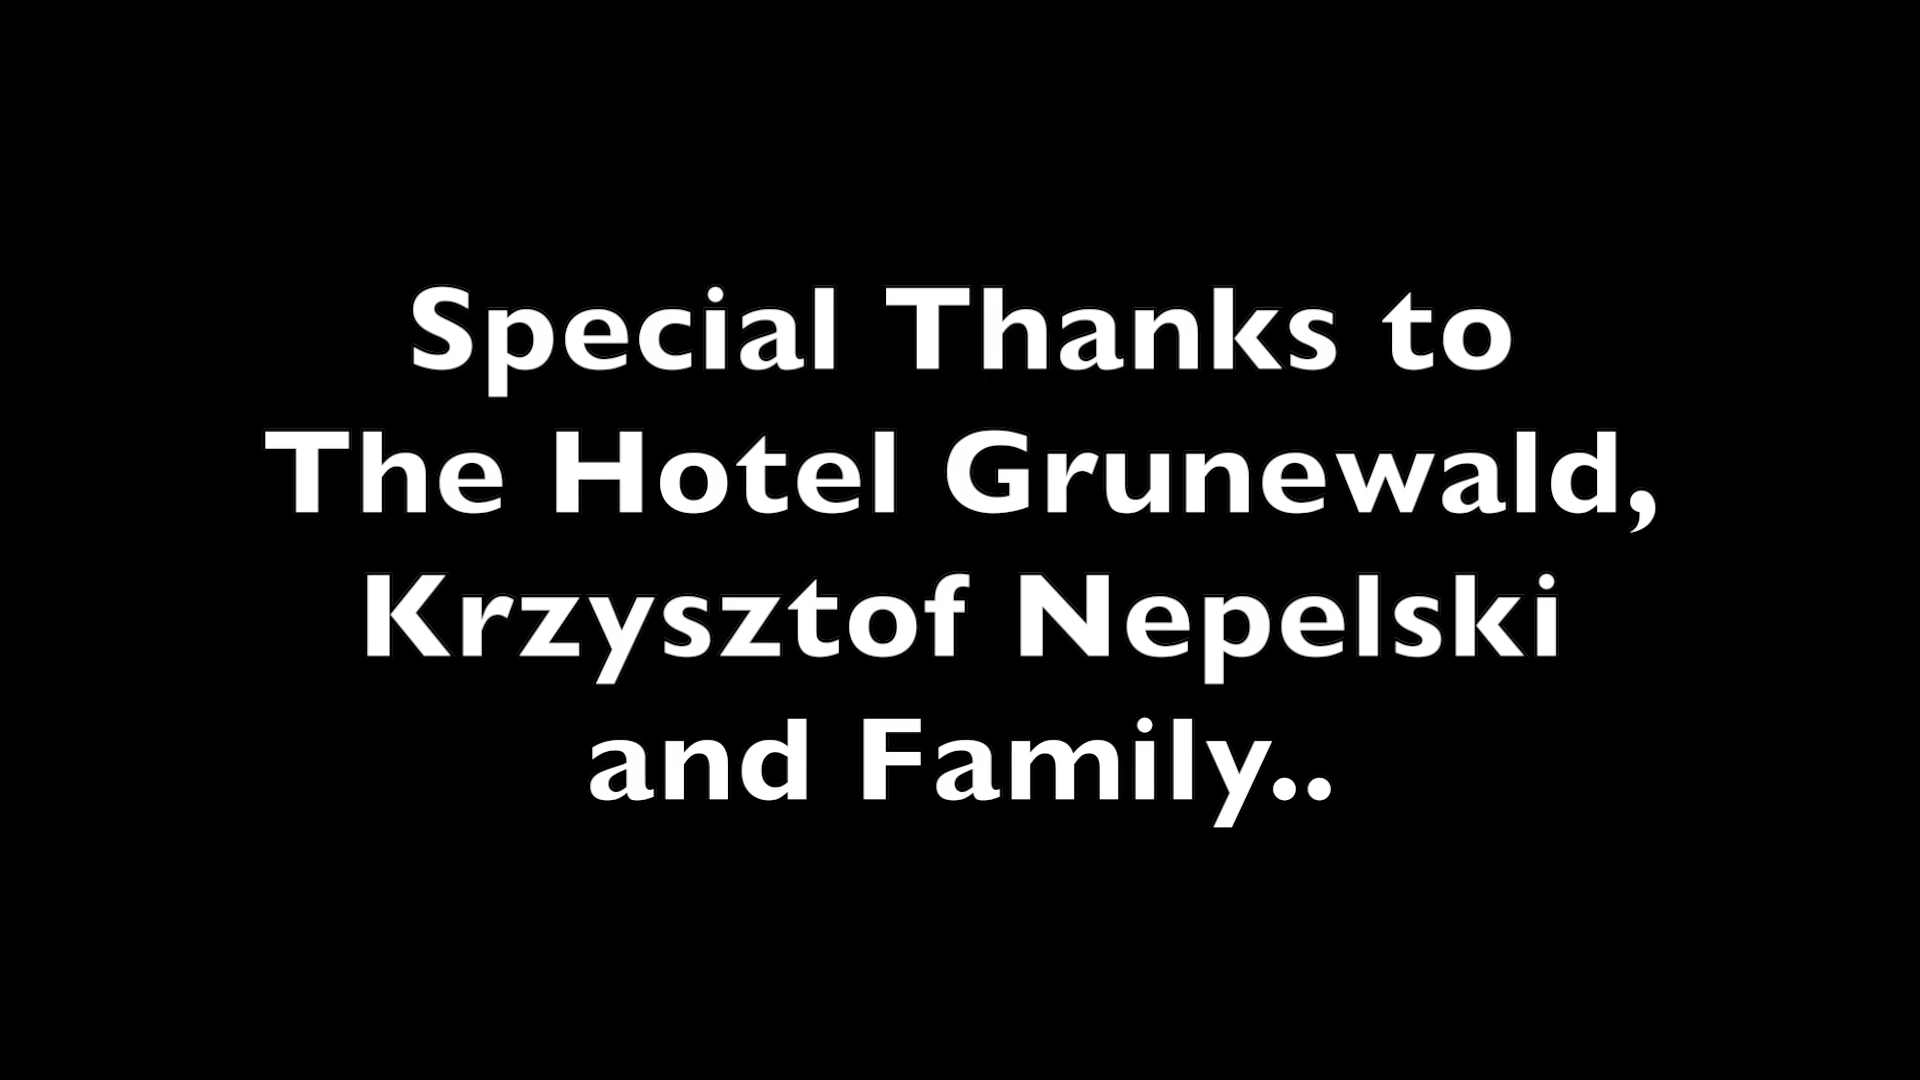 Special Thanks to
The Hotel Grunewald,
Krzysztof Nepelski
and Family..